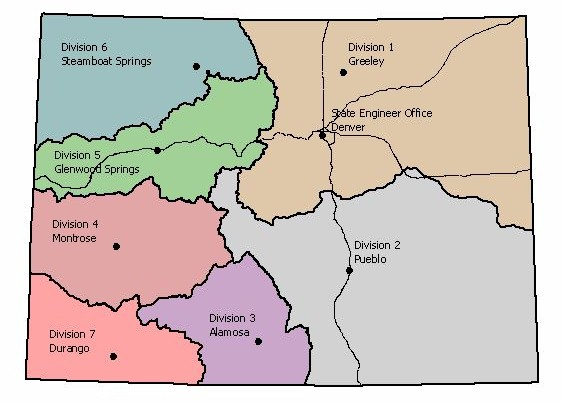 Division 6
Steamboat Springs
Division 1
Greeley
State Engineer Office
Denver
Division 5
Glenwood Springs
Division 4
Montrose
Division 2
Pueblo
Division 3
Alamosa
Division 7
Durango